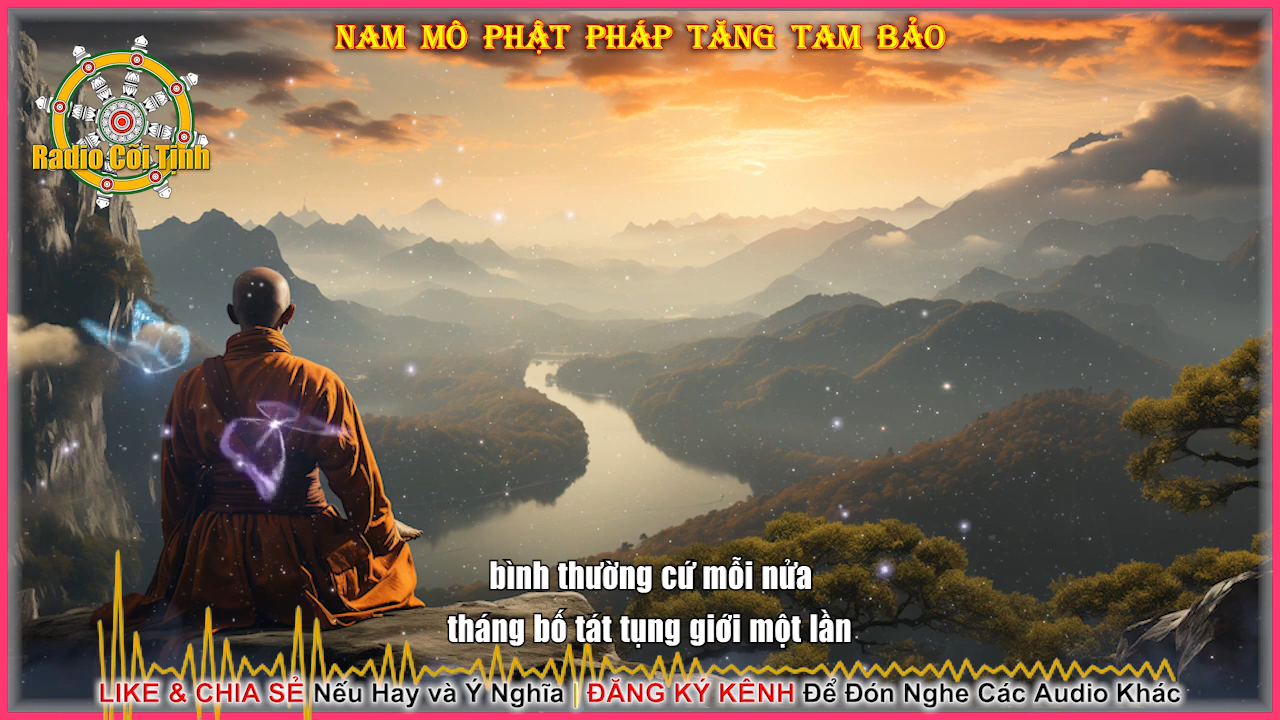 NAM MÔ PHẬT PHÁP TĂNG TAM BẢO
Radio Cõi Tịnh
bình thường cứ mỗi nửa
tháng bố tát tụng giới một lần
LIKE & CHIA SẺ Nếu Hay và Ý Nghĩa | ĐĂNG KÝ KÊNH Để Đón Nghe Các Audio Khác